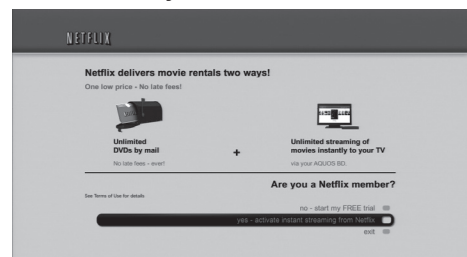 NETFLIX
Netflix delivers movie rentals two ways!
One low price - No late fees!
Unlimited
DVDs by mail
No late fees - ever!
+
Unlimited streaming of
movies instantly to your TV
via your AQUOS BD.
Are you a Netflix member?
See Terms of Use for details
no - start my FREE trial
yes - activate instant streaming from Netflix
exit